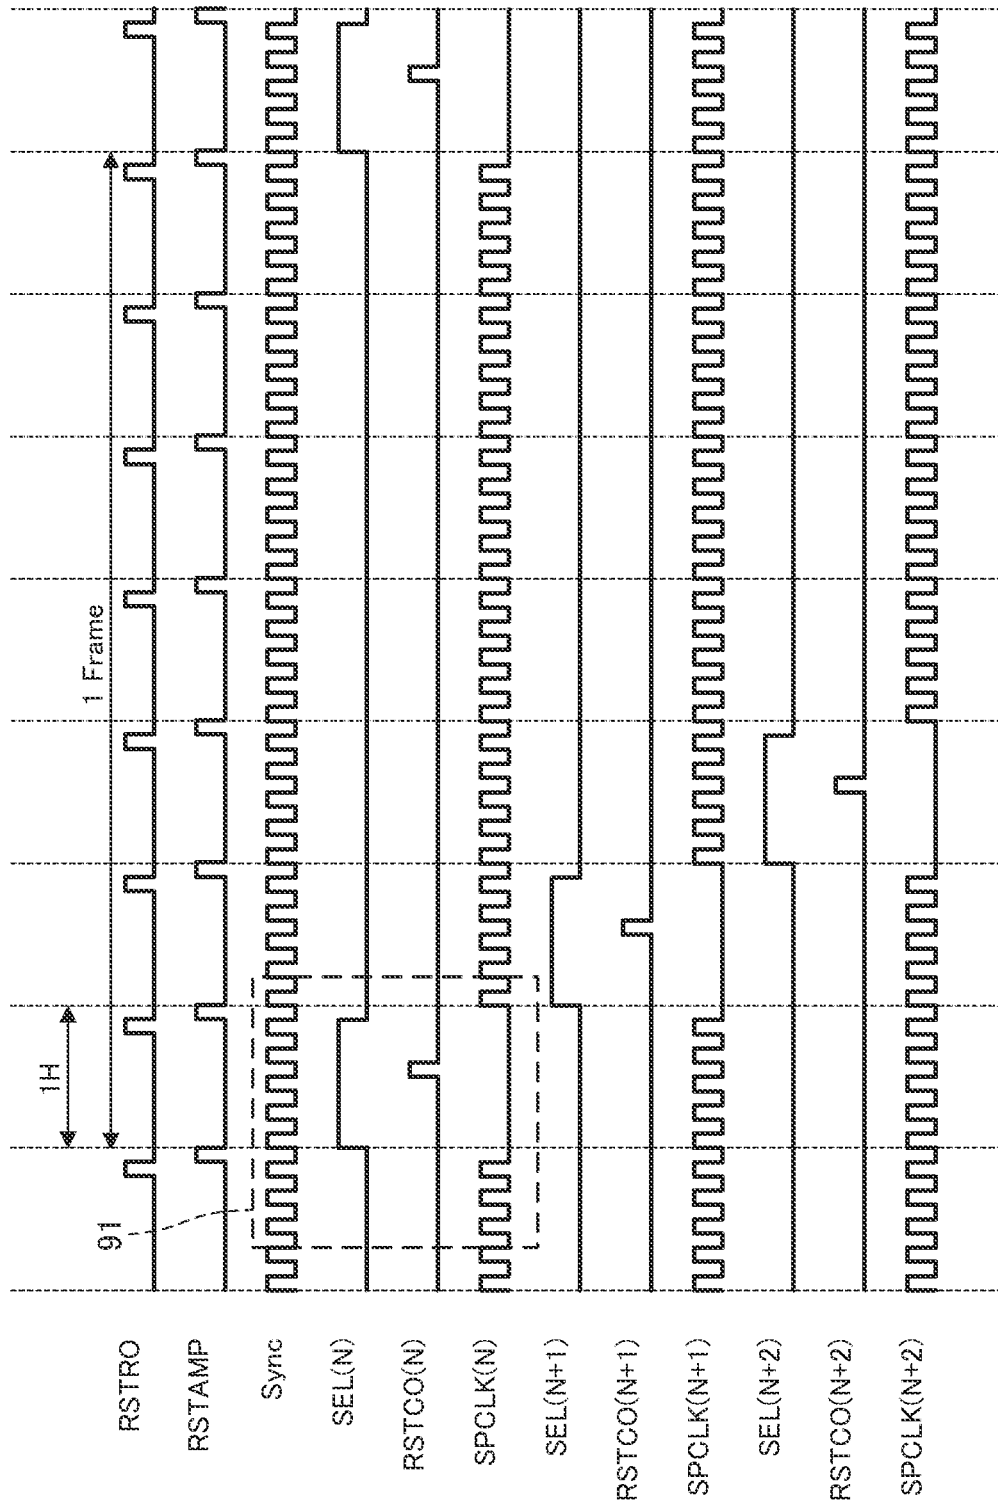 91
1H
1 Frame
RSTRO
RSTAMP
Sync
SEL(N)
RSTCO(N)
SPCLK(N)
SEL(N+1)
RSTCO(N+1)
SPCLK(N+1)
SEL(N+2)
RSTCO(N+2)
SPCLK(N+2)